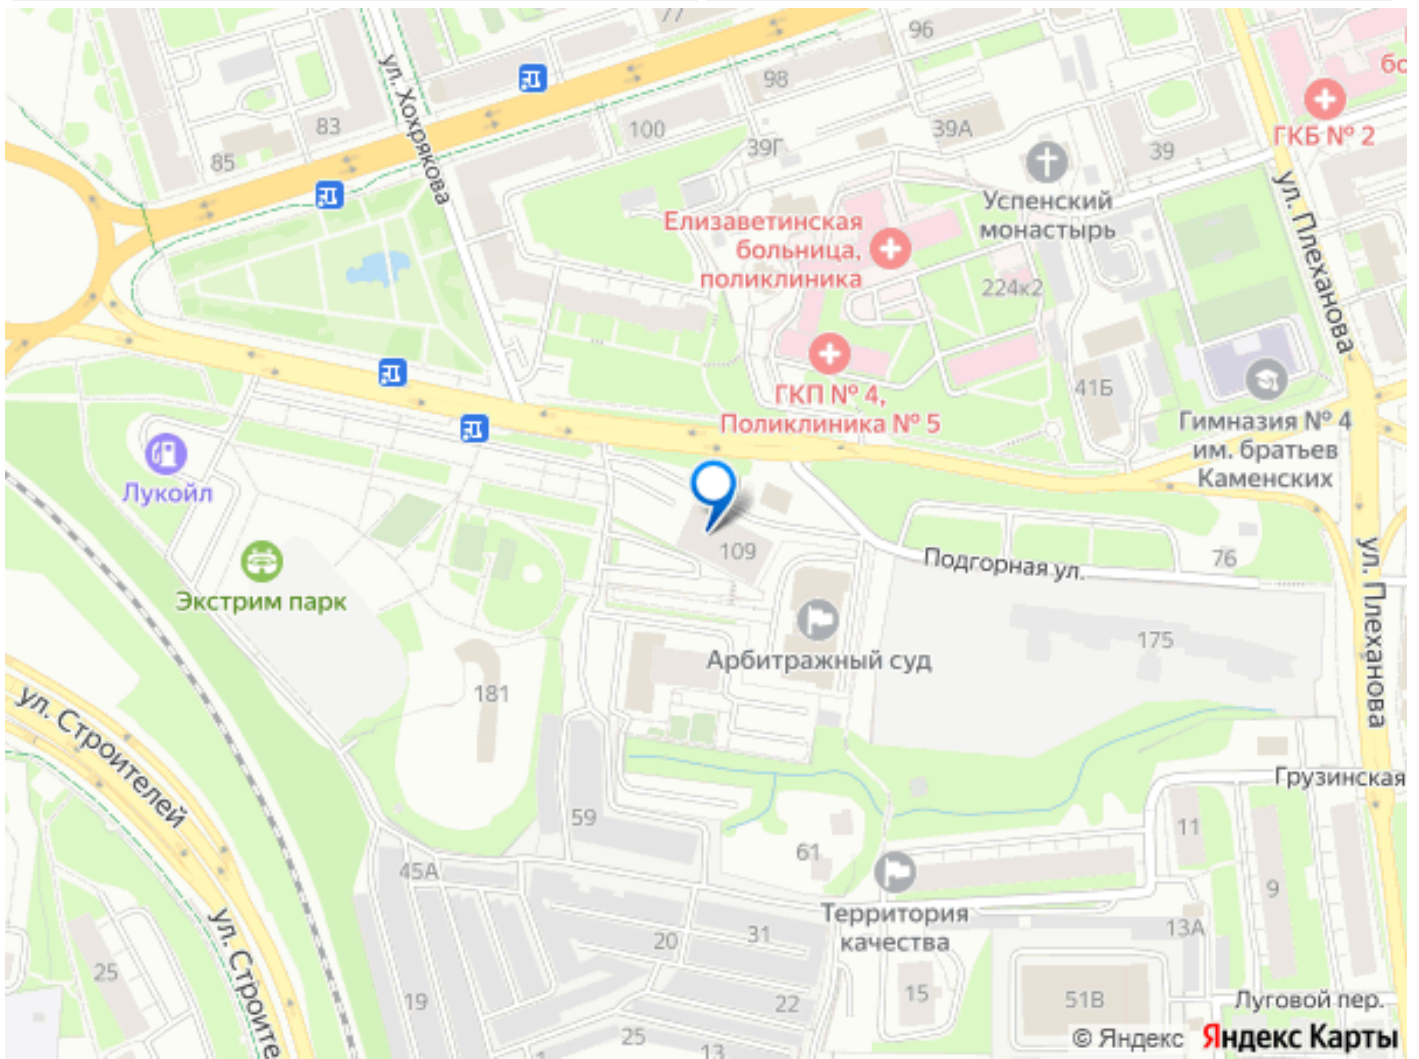 77
96
ул. Хохрякова
98
83
100
39А
39Г
39
85
ГКБ № 2
бо
Успенский
монастырь
ул. Плеханова
Елизаветинская
больница,
поликлиника
224к2
41Б
ГКП № 4,
Поликлиника № 5
Гимназия № 4
им. братьев
Каменских
Лукойл
109
Подгорная ул.
76
ул. Плеханова
Экстрим парк
Арбитражный суд
175
181
ул. Строителей
Грузинская
59
11
61
45А
9
Территория
качества
13А
20
31
ул. Строите
25
19
22
15
51В
Луговой пер.
25
13
© Яндекс Яндекс Карты